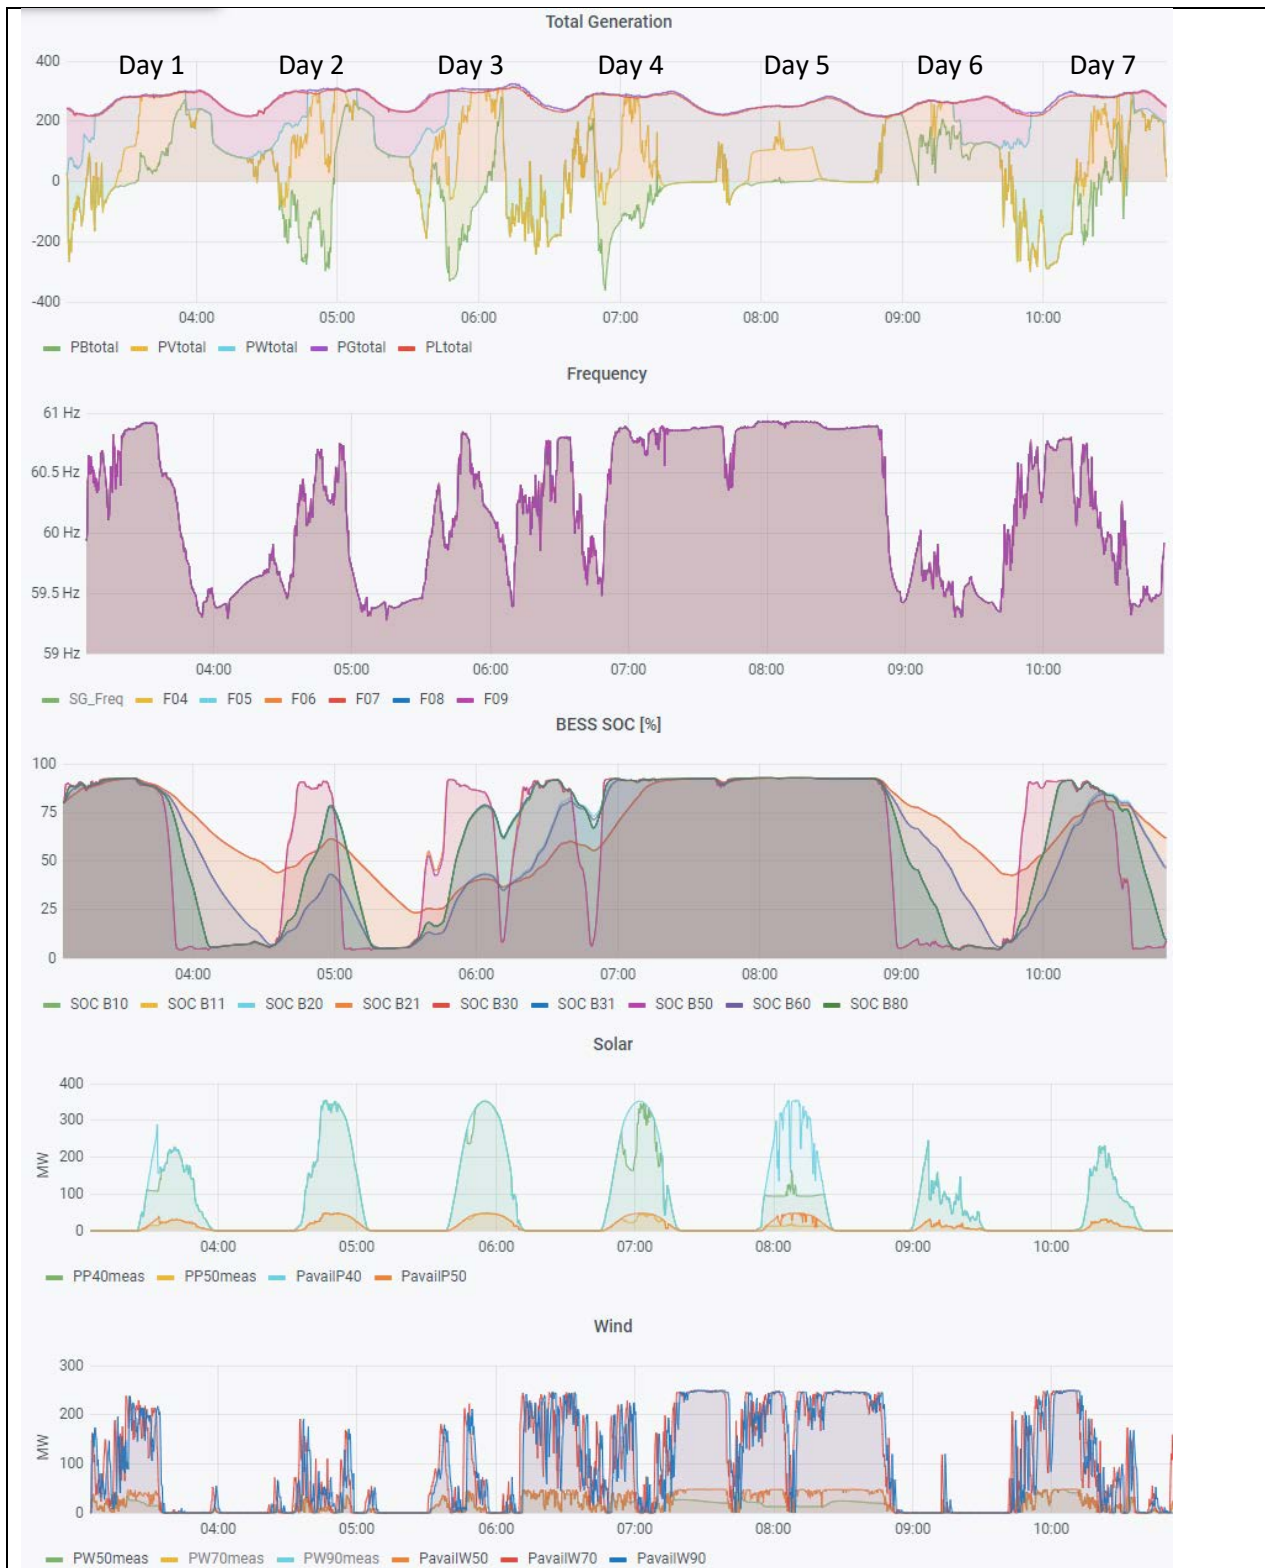 Total Generation
400
Day 1 Day 2 Day 3 Day 4 Day 5 Day 6 Day 7
200
0
-200
-400
04:00 05:00 06:00 07:00 08:00 09:00 10:00
PBtotal PVtotal PWtotal PGtotal PLtotal
Frequency
61 Hz
60.5 Hz
60 Hz
59.5 Hz
59 Hz
04:00 05:00 06:00 07:00 08:00 09:00 10:00
SG_Freq F04 F05 F06 F07 F08 F09
BESS SOC [%]
100
75
50
25
0
04:00 05:00 06:00 07:00 08:00 09:00 10:00
SOC B10 SOC B11 SOC B20 SOC B21 SOC B30 SOC B31 SOC B50 SOC B60 SOC B80
Solar
400
300
MW
200
100
0
04:00 05:00 06:00 07:00 08:00 09:00 10:00
PP40meas PP50meas PavailP40 PavailP50
Wind
300
200
MW
100
0
04:00 05:00 06:00 07:00 08:00 09:00 10:00
PW50meas PW70meas PW90meas PavailW50 PavailW70 PavailW90